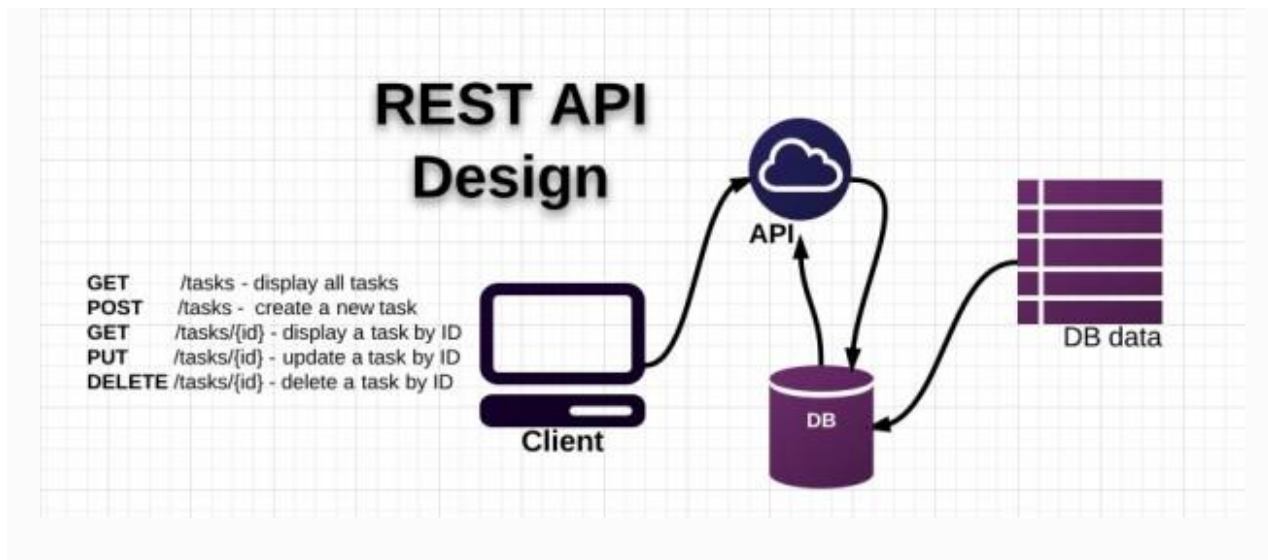 REST API
Design
API
GET /tasks - display all tasks
POST /tasks - create a new task
GET /tasks/{id} - display a task by ID
PUT /tasks/{id} - update a task by ID
DELETE /tasks/{id} - delete a task by ID
DB data
DB
Client